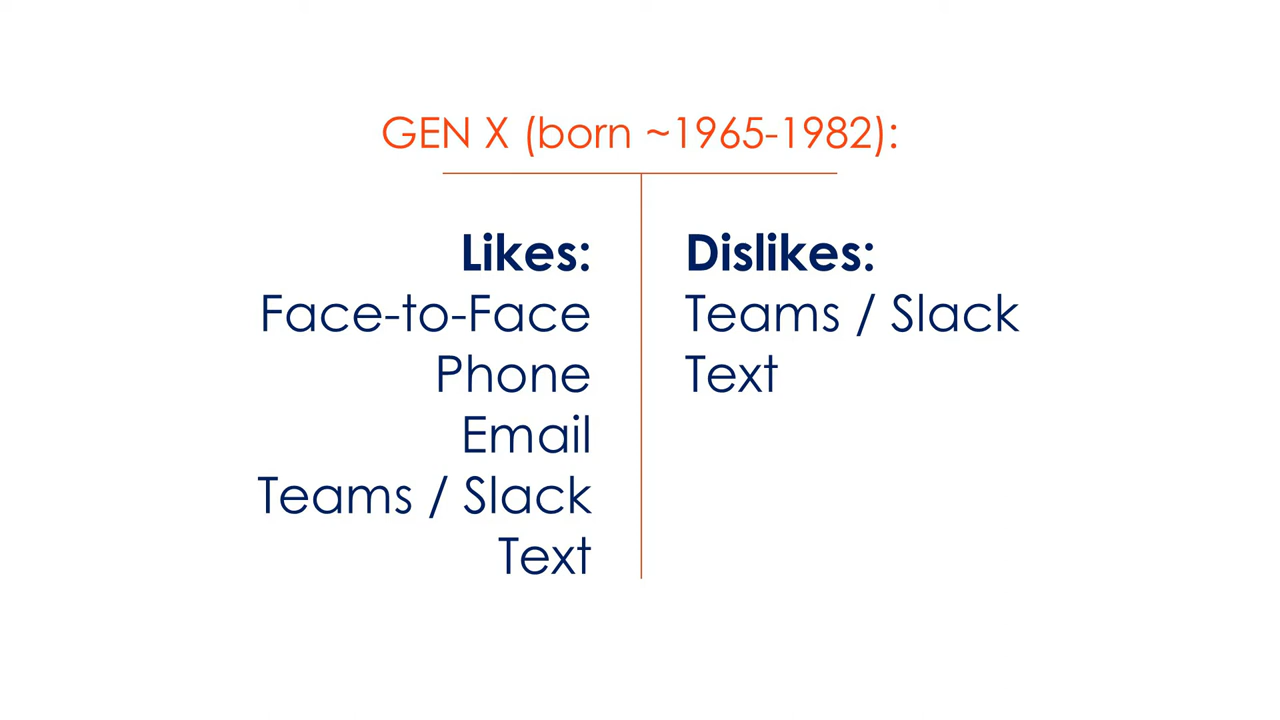 GEN X (born ~1965-1982):
Likes:
Face-to-Face
Phone
Email
Teams / Slack
Text
Dislikes:
Teams / Slack
Text